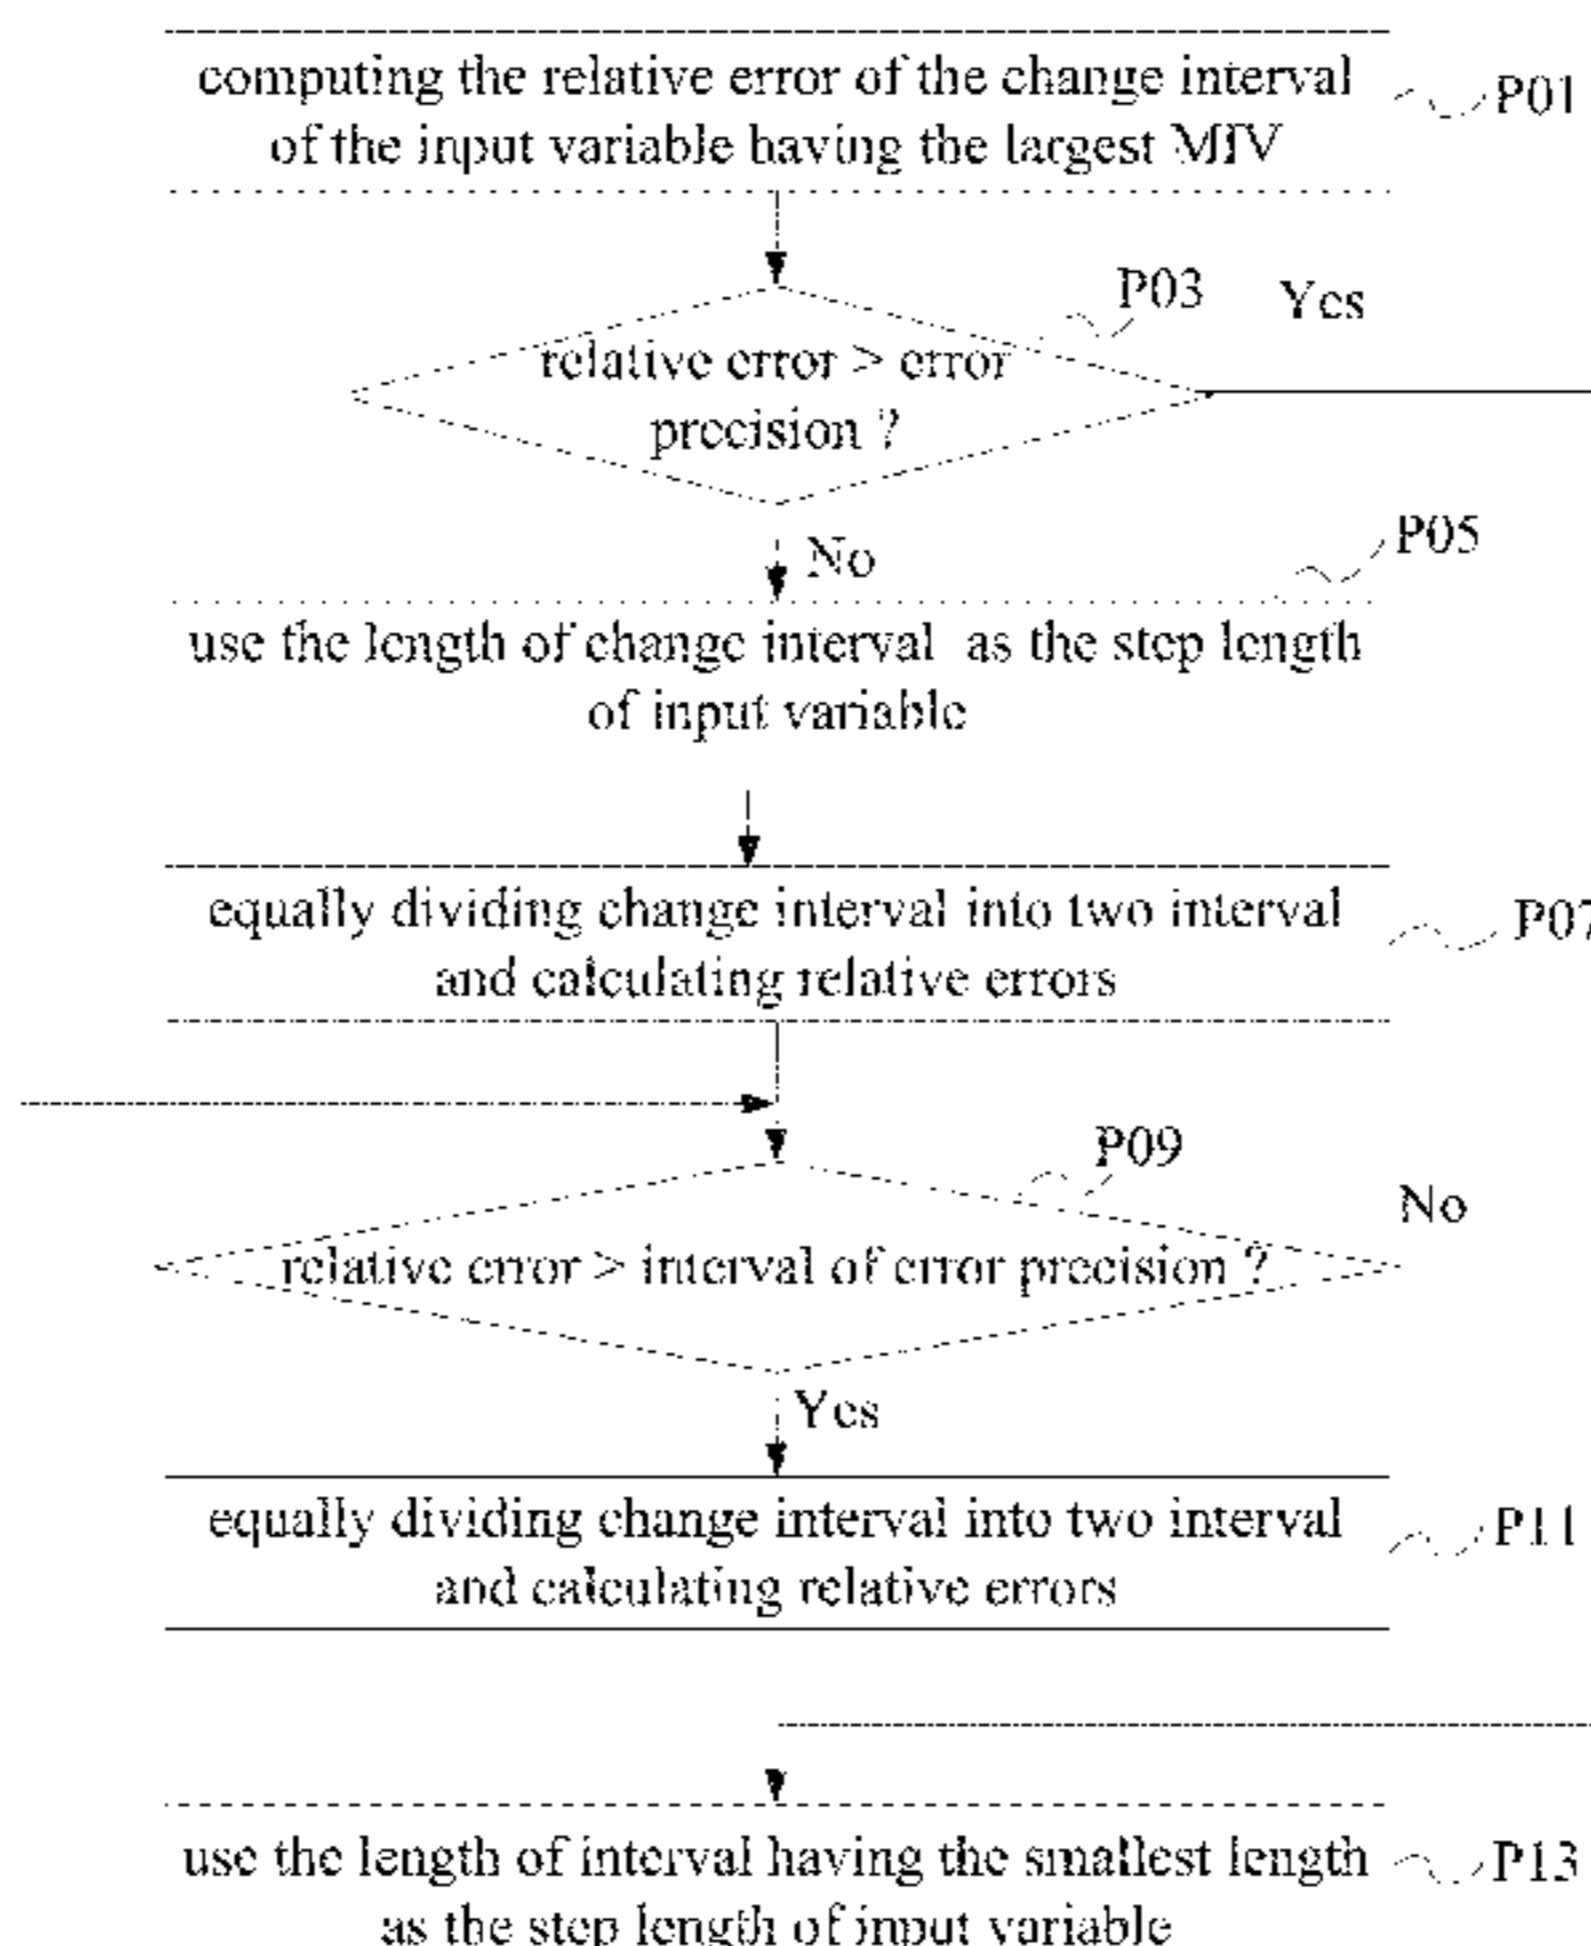 computing the relative error of the change interval
of the input variable having the largest MIV
P01
P03
Yes
relative error > error
precision ?
No
P05
use the length of change interval as the step length
of input variable
equally dividing change interval into two interval
and calculating relative errors
P07
P09
No
relative error > interval of error precision ?
Yes
equally dividing change interval into two interval
and calculating relative errors
P11
use the length of interval having the smallest length
as the step length of input variable
P13